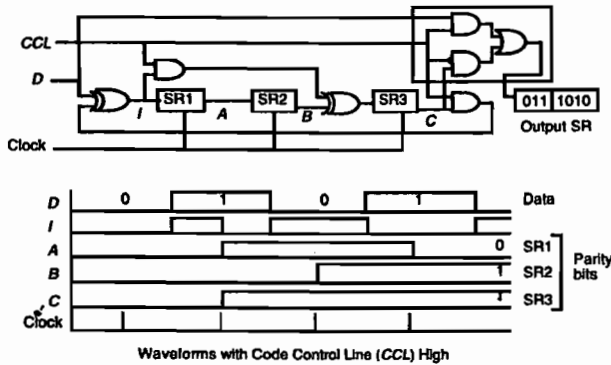 CCL
D
I
SR1
A
SR2
B
SR3
C
011 1010
Output SR
Clock
D 0 1 0 1 Data
I
A 0 SR1
B 1 SR2
C 1 SR3
Parity bits
Clock
Waveforms with Code Control Line (CCL) High